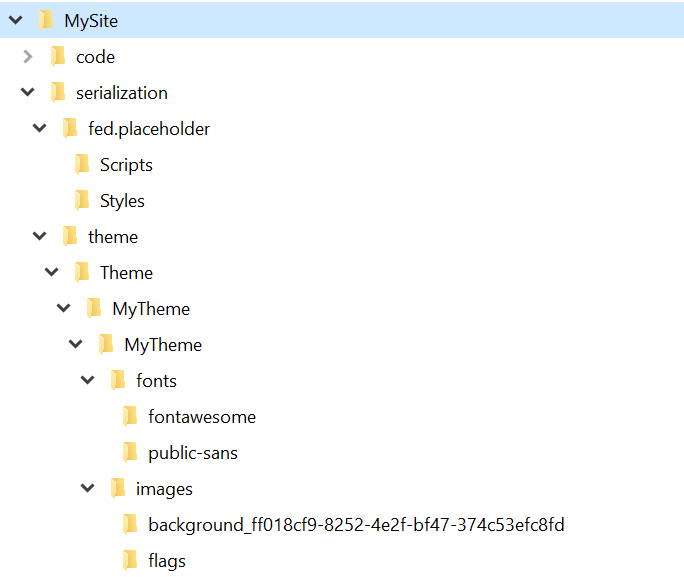 MySite
code
serialization
fed.placeholder
Scripts
Styles
theme
Theme
MyTheme
MyTheme
fonts
fontawesome
public-sans
images
background_ff018cf9-8252-4e2f-bf47-374c53efc8fd
flags